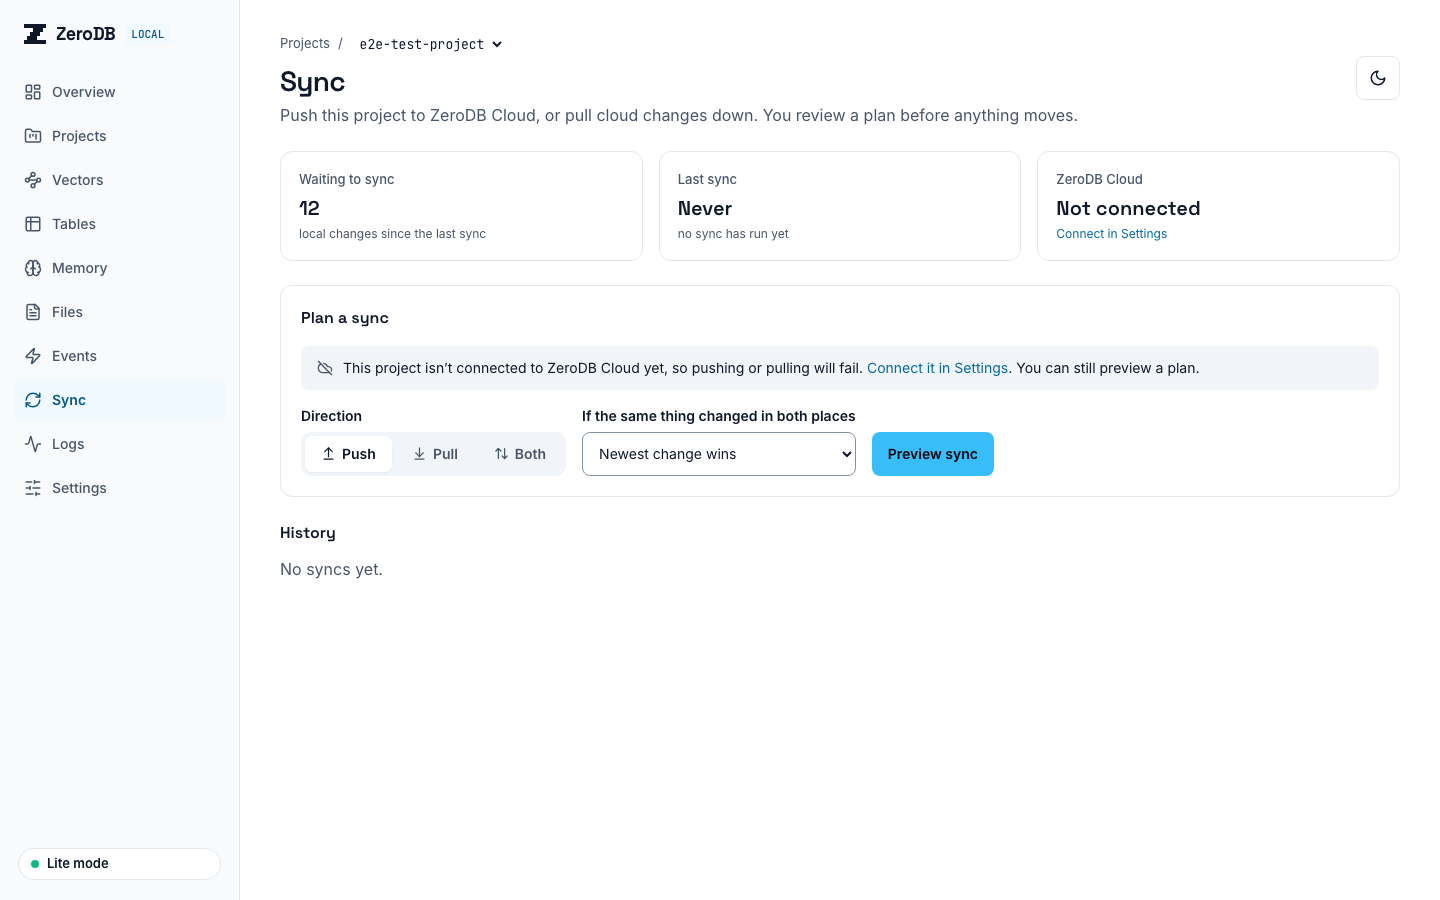 ZeroDB LOCAL
Overview
Projects
Vectors
Tables
Memory
Files
Events
Sync
Logs
Settings
Lite mode
Projects / e2e-test-project
Sync
Push this project to ZeroDB Cloud, or pull cloud changes down. You review a plan before anything moves.
Waiting to sync
12
local changes since the last sync
Last sync
Never
no sync has run yet
ZeroDB Cloud
Not connected
Connect in Settings
Plan a sync
This project isn’t connected to ZeroDB Cloud yet, so pushing or pulling will fail. Connect it in Settings. You can still preview a plan.
Direction
Push Pull Both
If the same thing changed in both places
Newest change wins
Preview sync
History
No syncs yet.